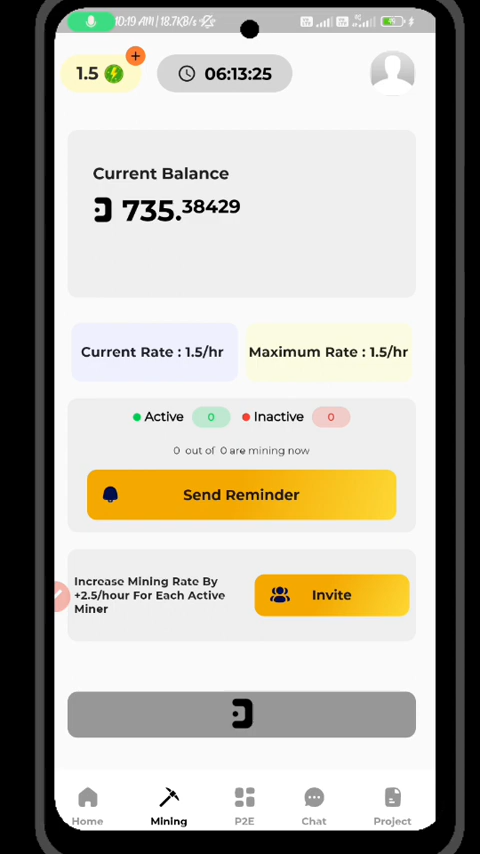 10:19 AM | 18.7KB/s
1.5
+
06:13:25
Current Balance
735.38429
Current Rate : 1.5/hr
Maximum Rate : 1.5/hr
Active 0
Inactive 0
0 out of 0 are mining now
Send Reminder
Increase Mining Rate By
+2.5/hour For Each Active
Miner
Invite
Home
Mining
P2E
Chat
Project